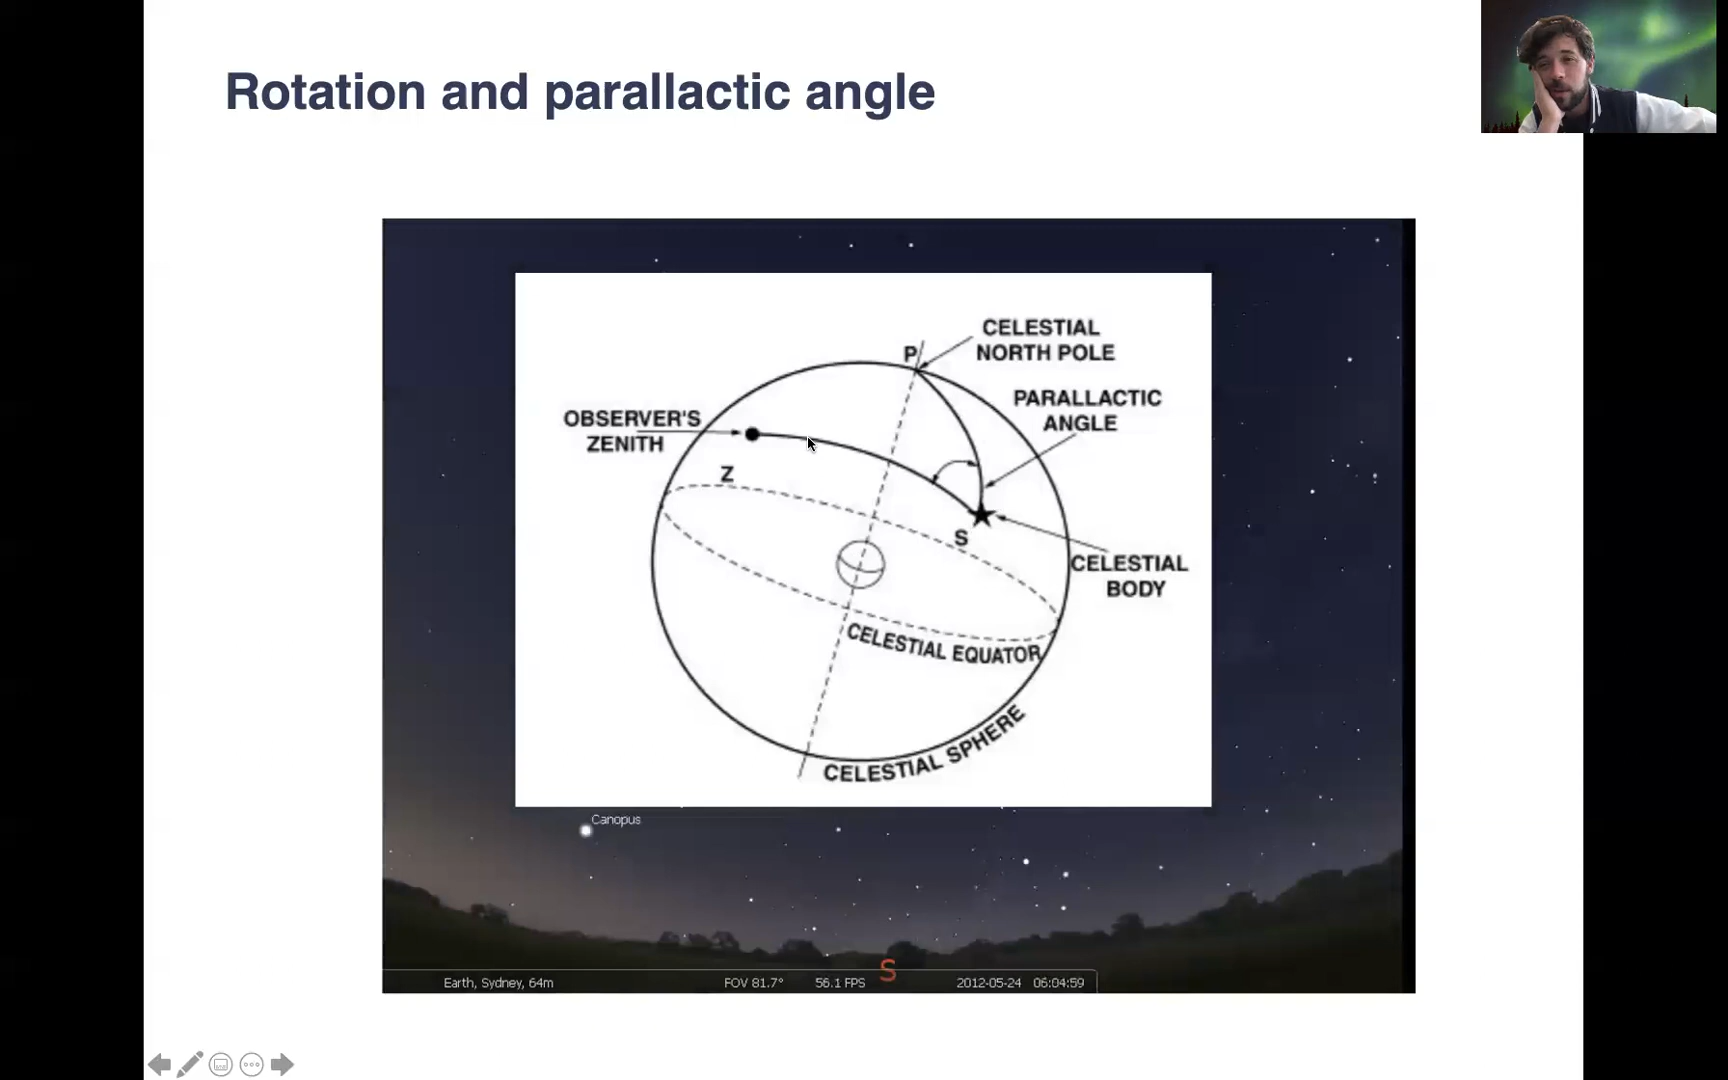 Rotation and parallactic angle
P
CELESTIAL
NORTH POLE
PARALLACTIC
ANGLE
OBSERVER'S
ZENITH
Z
S
CELESTIAL
BODY
CELESTIAL EQUATOR
CELESTIAL SPHERE
Canopus
S
Earth, Sydney, 64m
FOV 81.7°
56.1 FPS
2012-05-24 06:04:59